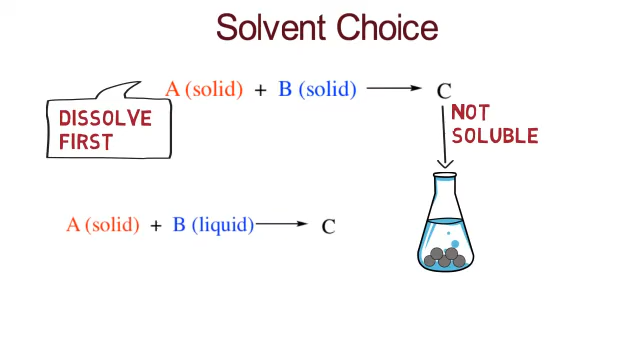 Solvent Choice
A (solid) + B (solid) ⟶ C
DISSOLVE
FIRST
NOT
SOLUBLE
A (solid) + B (liquid) ⟶ C